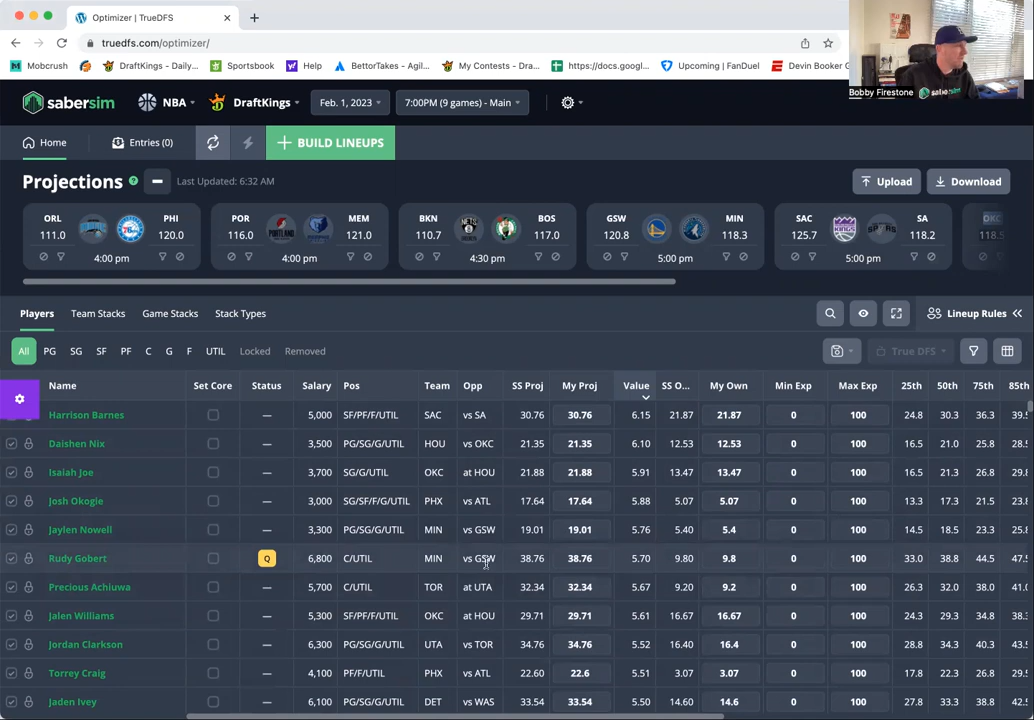 Optimizer | TrueDFS
truedfs.com/optimizer/
Mobcrush DraftKings - Daily... Sportsbook Help BettorTakes - Agil... My Contests - Dra... https://docs.googl... Upcoming | FanDuel Devin Booker
Bobby Firestone
sabersim NBA DraftKings Feb. 1, 2023 7:00PM (9 games) - Main
Home Entries (0) + BUILD LINEUPS
Projections Last Updated: 6:32 AM Upload Download
ORL PHI POR MEM BKN BOS GSW MIN SAC SA OKC
111.0 120.0 116.0 121.0 110.7 117.0 120.8 118.3 125.7 118.2 118.5
4:00 pm 4:00 pm 4:30 pm 5:00 pm 5:00 pm
Players Team Stacks Game Stacks Stack Types Lineup Rules
All PG SG SF PF C G F UTIL Locked Removed True DFS
Name Set Core Status Salary Pos Team Opp SS Proj My Proj Value SS O... My Own Min Exp Max Exp 25th 50th 75th 85th
Harrison Barnes — 5,000 SF/PF/F/UTIL SAC vs SA 30.76 30.76 6.15 21.87 21.87 0 100 24.8 30.3 36.3 39.
Daishen Nix — 3,500 PG/SG/G/UTIL HOU vs OKC 21.35 21.35 6.10 12.53 12.53 0 100 16.5 21.0 25.8 28.
Isaiah Joe — 3,700 SG/G/UTIL OKC at HOU 21.88 21.88 5.91 13.47 13.47 0 100 16.5 21.3 26.8 29.
Josh Okogie — 3,000 SG/SF/F/G/UTIL PHX vs ATL 17.64 17.64 5.88 5.07 5.07 0 100 13.3 17.3 21.5 23.
Jaylen Nowell — 3,300 PG/SG/G/UTIL MIN vs GSW 19.01 19.01 5.76 5.40 5.4 0 100 14.5 18.5 23.3 25.
Rudy Gobert Q 6,800 C/UTIL MIN vs GSW 38.76 38.76 5.70 9.80 9.8 0 100 33.0 38.8 44.5 47.
Precious Achiuwa — 5,700 C/UTIL TOR at UTA 32.34 32.34 5.67 9.20 9.2 0 100 26.3 32.0 38.0 41.
Jalen Williams — 5,300 SF/PF/F/UTIL OKC at HOU 29.71 29.71 5.61 16.67 16.67 0 100 24.3 29.3 34.8 38.
Jordan Clarkson — 6,300 PG/SG/G/UTIL UTA vs TOR 34.76 34.76 5.52 16.40 16.4 0 100 28.8 34.3 40.3 43.
Torrey Craig — 4,100 PF/F/UTIL PHX vs ATL 22.60 22.6 5.51 3.07 3.07 0 100 17.8 22.3 26.8 29.
Jaden Ivey — 6,100 PG/SG/G/UTIL DET vs WAS 33.54 33.54 5.50 14.60 14.6 0 100 27.8 33.3 38.8 42.